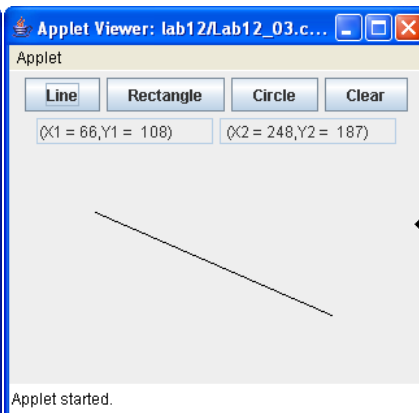 Applet Viewer: lab12/Lab12_03.c...
Applet
Line Rectangle Circle Clear
(X1 = 66,Y1 =  108) (X2 = 248,Y2 =  187)
Applet started.